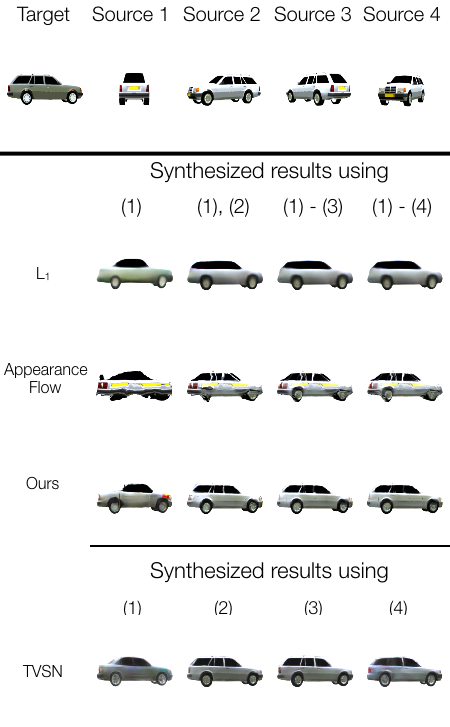 Target Source 1 Source 2 Source 3 Source 4
Synthesized results using
(1) (1), (2) (1) - (3) (1) - (4)
L₁
Appearance
Flow
Ours
Synthesized results using
(1) (2) (3) (4)
TVSN